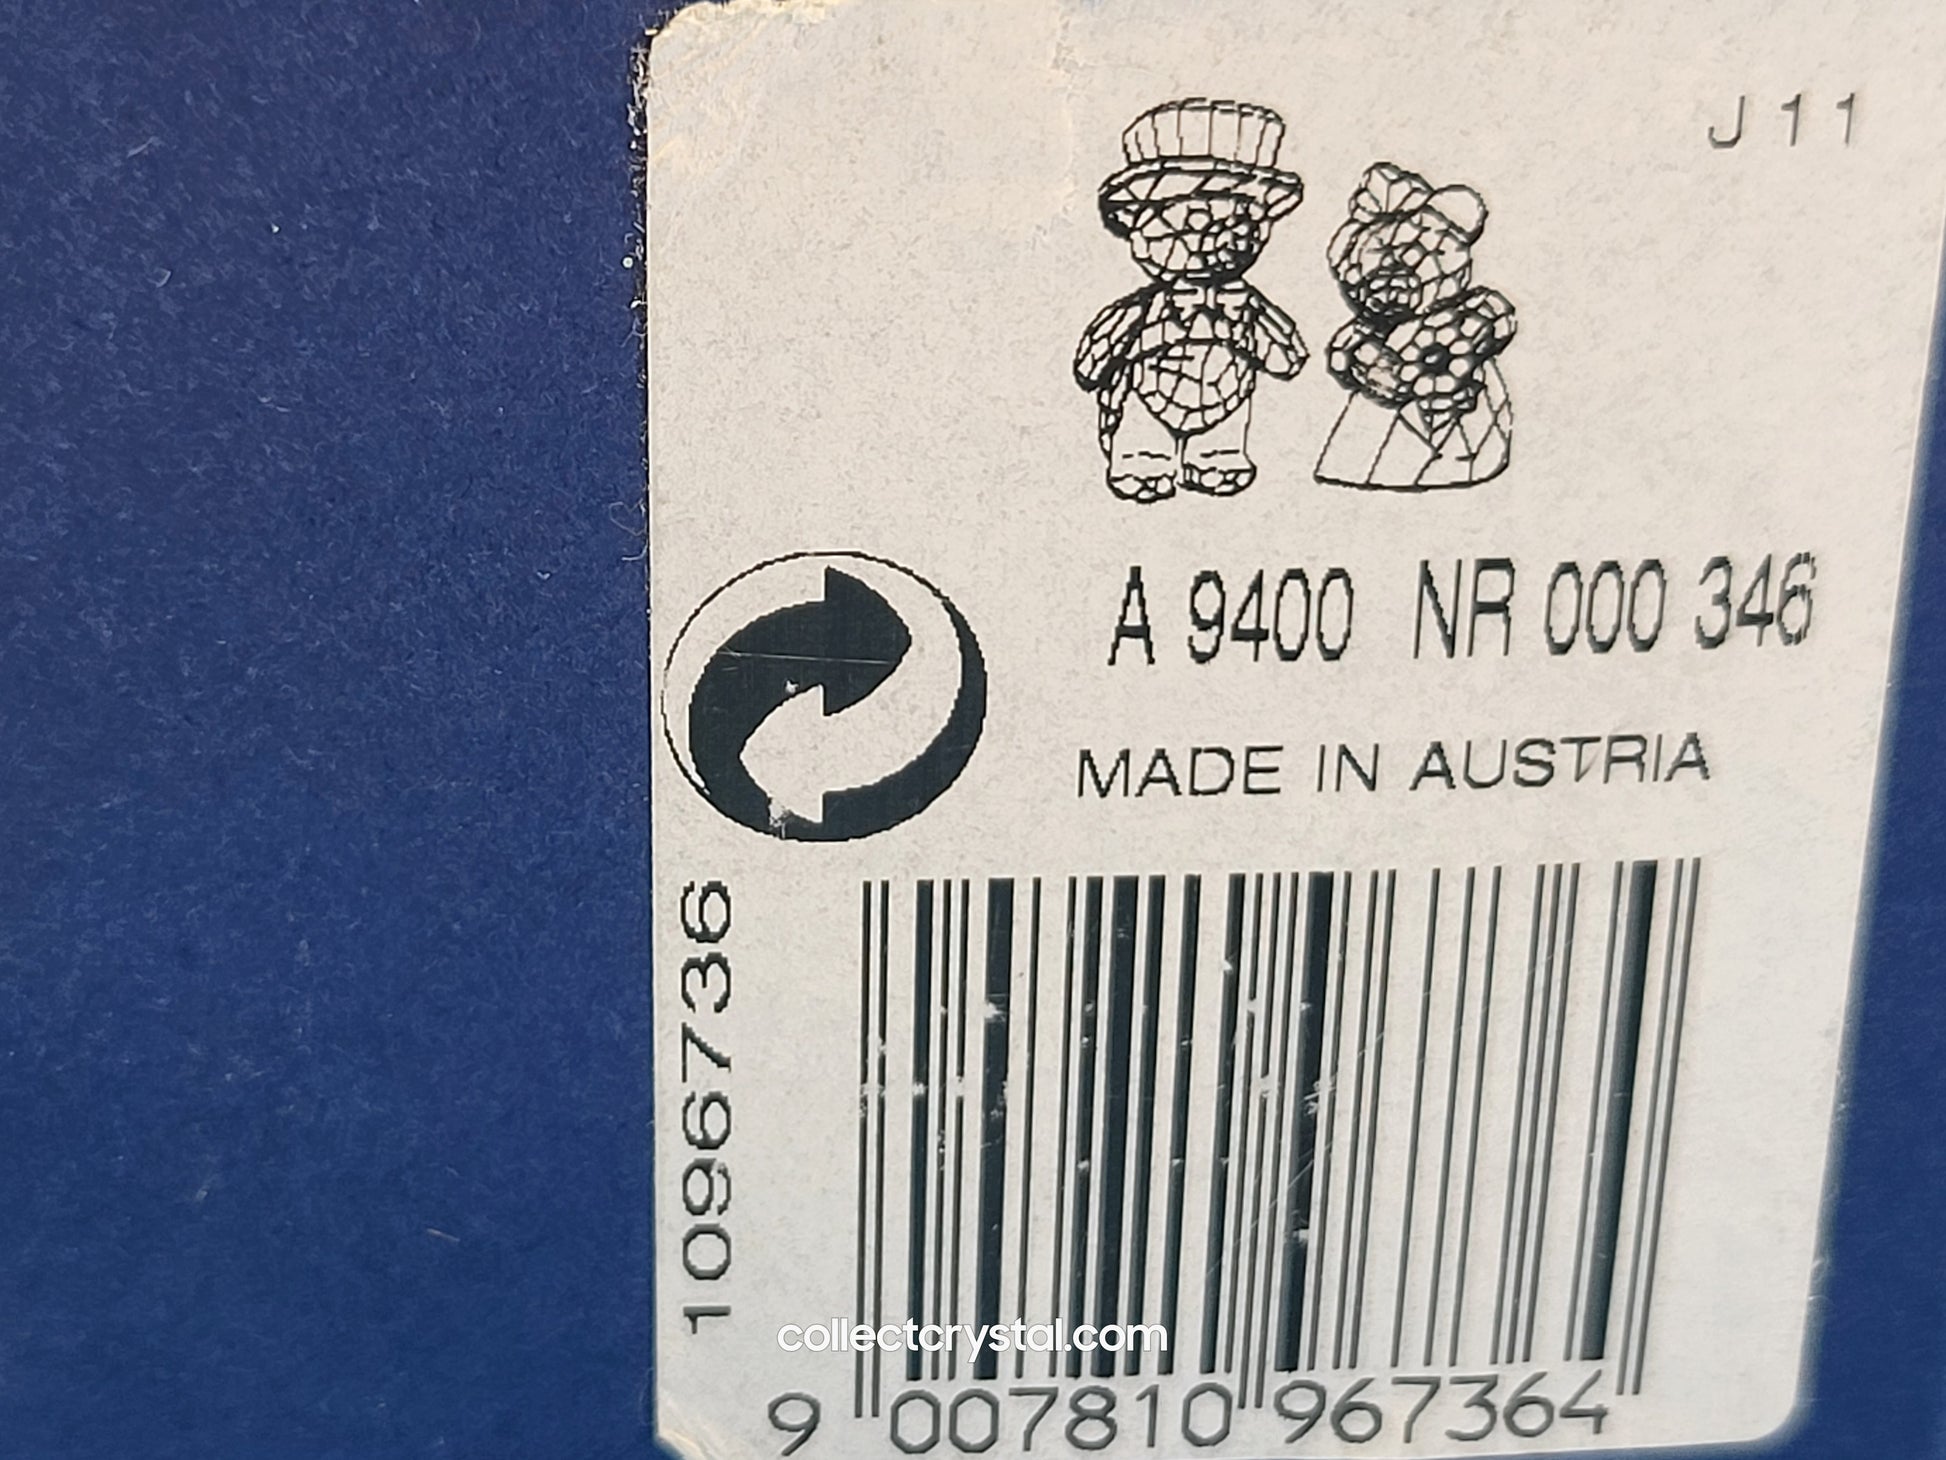 J 11
A 9400 NR 000 346
MADE IN AUSTRIA
1096736
collectcrystal.com
9 007810 967364